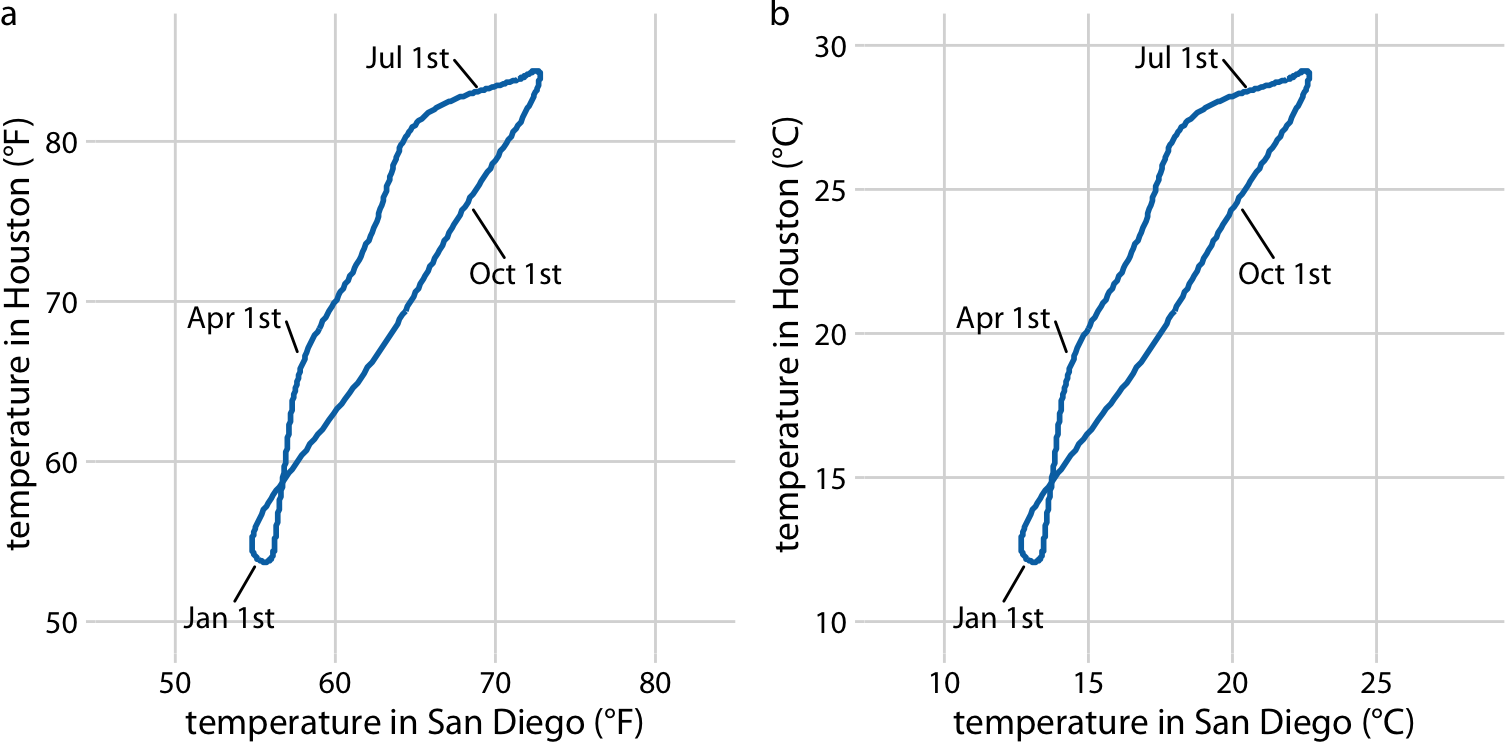 a
Jul 1st
Oct 1st
Apr 1st
Jan 1st
80
70
60
50
50 60 70 80
temperature in San Diego (°F)
temperature in Houston (°F)
b
Jul 1st
Oct 1st
Apr 1st
Jan 1st
30
25
20
15
10
10 15 20 25
temperature in San Diego (°C)
temperature in Houston (°C)